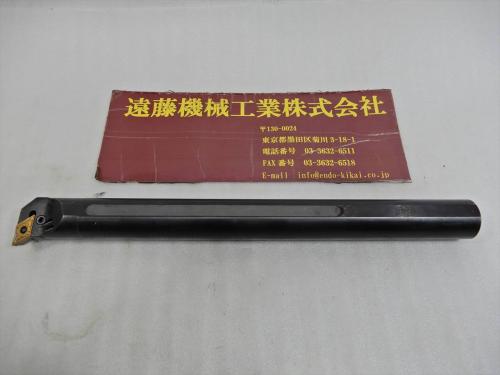 遠藤機械工業株式会社
〒130-0024
東京都墨田区菊川3-18-1
電話番号 03-3632-6511
FAX番号 03-3632-6518
E-mail info@endo-kikai.co.jp